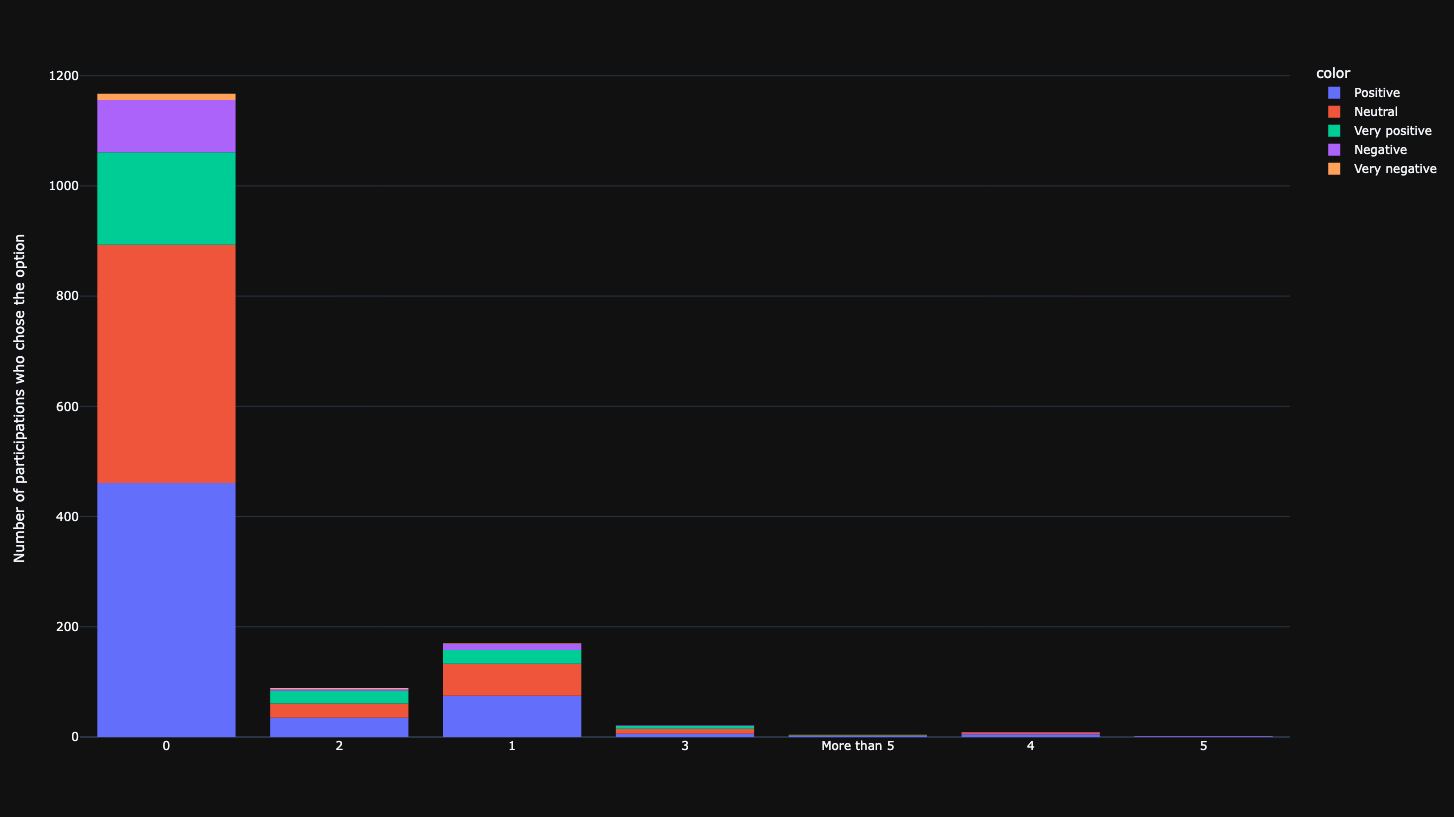 color
Positive
Neutral
Very positive
Negative
Very negative
Number of participations who chose the option
1200
1000
800
600
400
200
0
0 2 1 3 More than 5 4 5